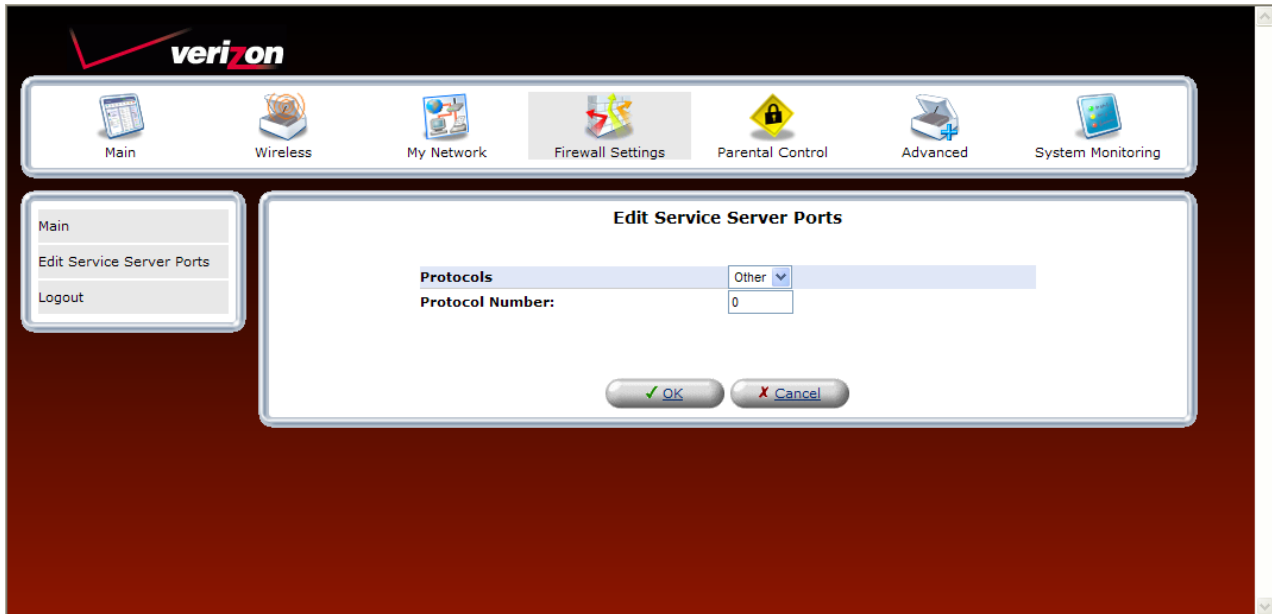 verizon
Main
Wireless
My Network
Firewall Settings
Parental Control
Advanced
System Monitoring
Main
Edit Service Server Ports
Logout
Edit Service Server Ports
Protocols Other
Protocol Number: 0
OK
Cancel